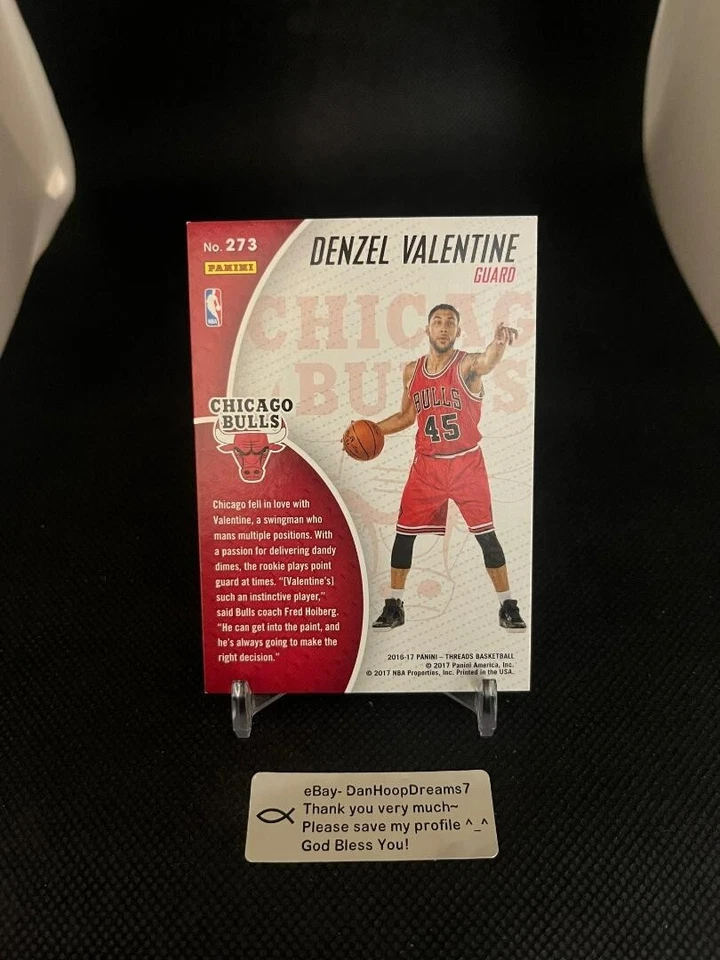 No. 273
PANINI
NBA
DENZEL VALENTINE
GUARD
CHICAG
BULLS
CHICAGO
BULLS
BULLS
45
Chicago fell in love with
Valentine, a swingman who
mans multiple positions. With
a passion for delivering dandy
dimes, the rookie plays point
guard at times. “[Valentine’s]
such an instinctive player,”
said Bulls coach Fred Hoiberg.
“He can get into the paint, and
he’s always going to make the
right decision.”
2016-17 PANINI – THREADS BASKETBALL
© 2017 Panini America, Inc.
© 2017 NBA Properties, Inc. Printed in the USA.
eBay- DanHoopDreams7
Thank you very much~
Please save my profile ^_^
God Bless You!